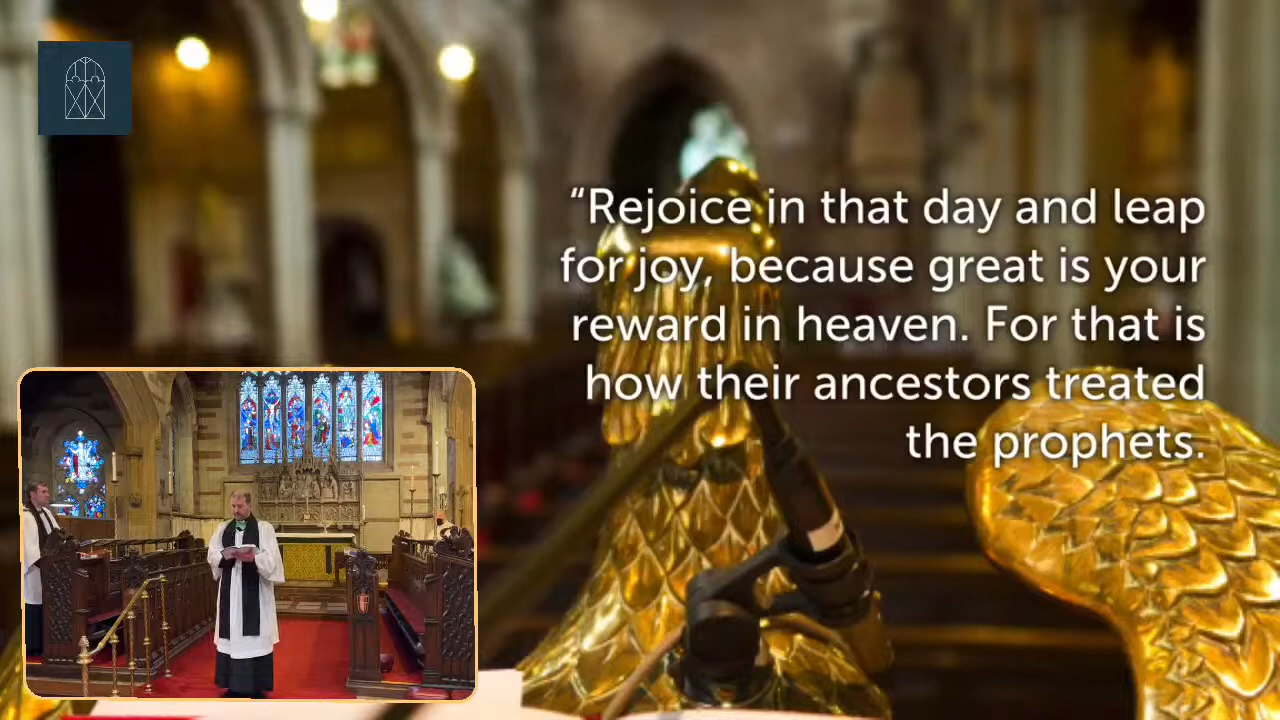 “Rejoice in that day and leap
for joy, because great is your
reward in heaven. For that is
how their ancestors treated
the prophets.